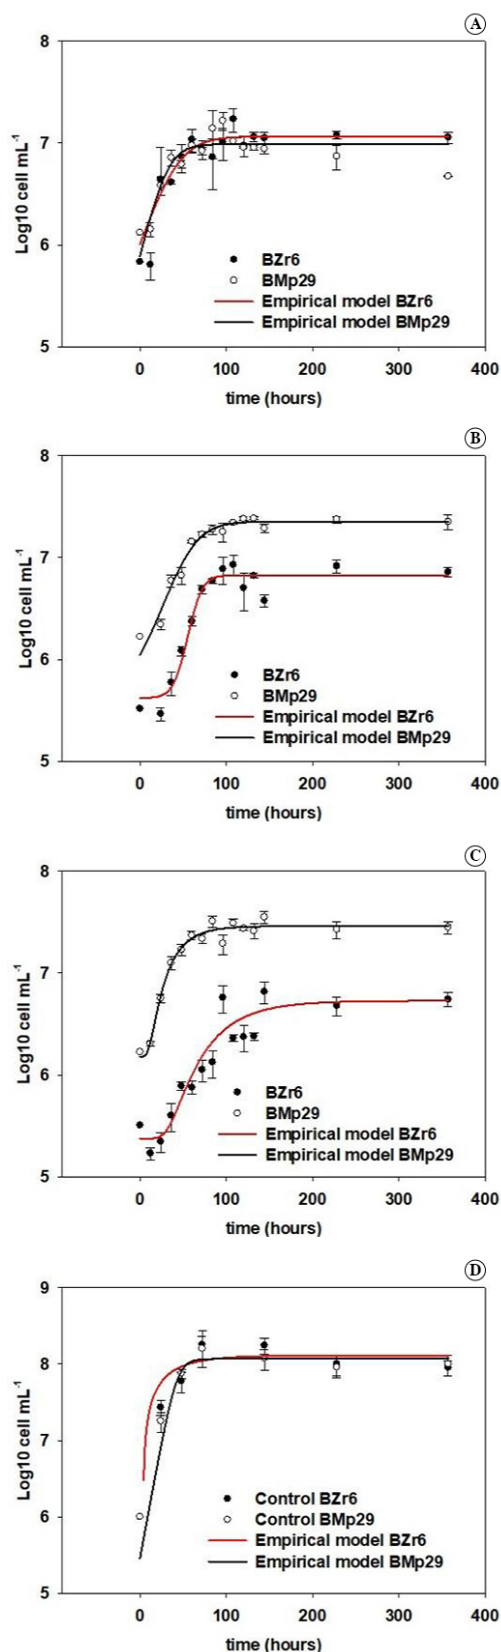 A
8
7
6
5
Log10 cell mL-1
BZr6
BMp29
Empirical model BZr6
Empirical model BMp29
0 100 200 300 400
time (hours)
B
8
7
6
5
Log10 cell mL-1
BZr6
BMp29
Empirical model BZr6
Empirical model BMp29
0 100 200 300 400
time (hours)
C
8
7
6
5
Log10 cell mL-1
BZr6
BMp29
Empirical model BZr6
Empirical model BMp29
0 100 200 300 400
time (hours)
D
9
8
7
6
5
Log10 cell mL-1
Control BZr6
Control BMp29
Empirical model BZr6
Empirical model BMp29
0 100 200 300 400
time (hours)